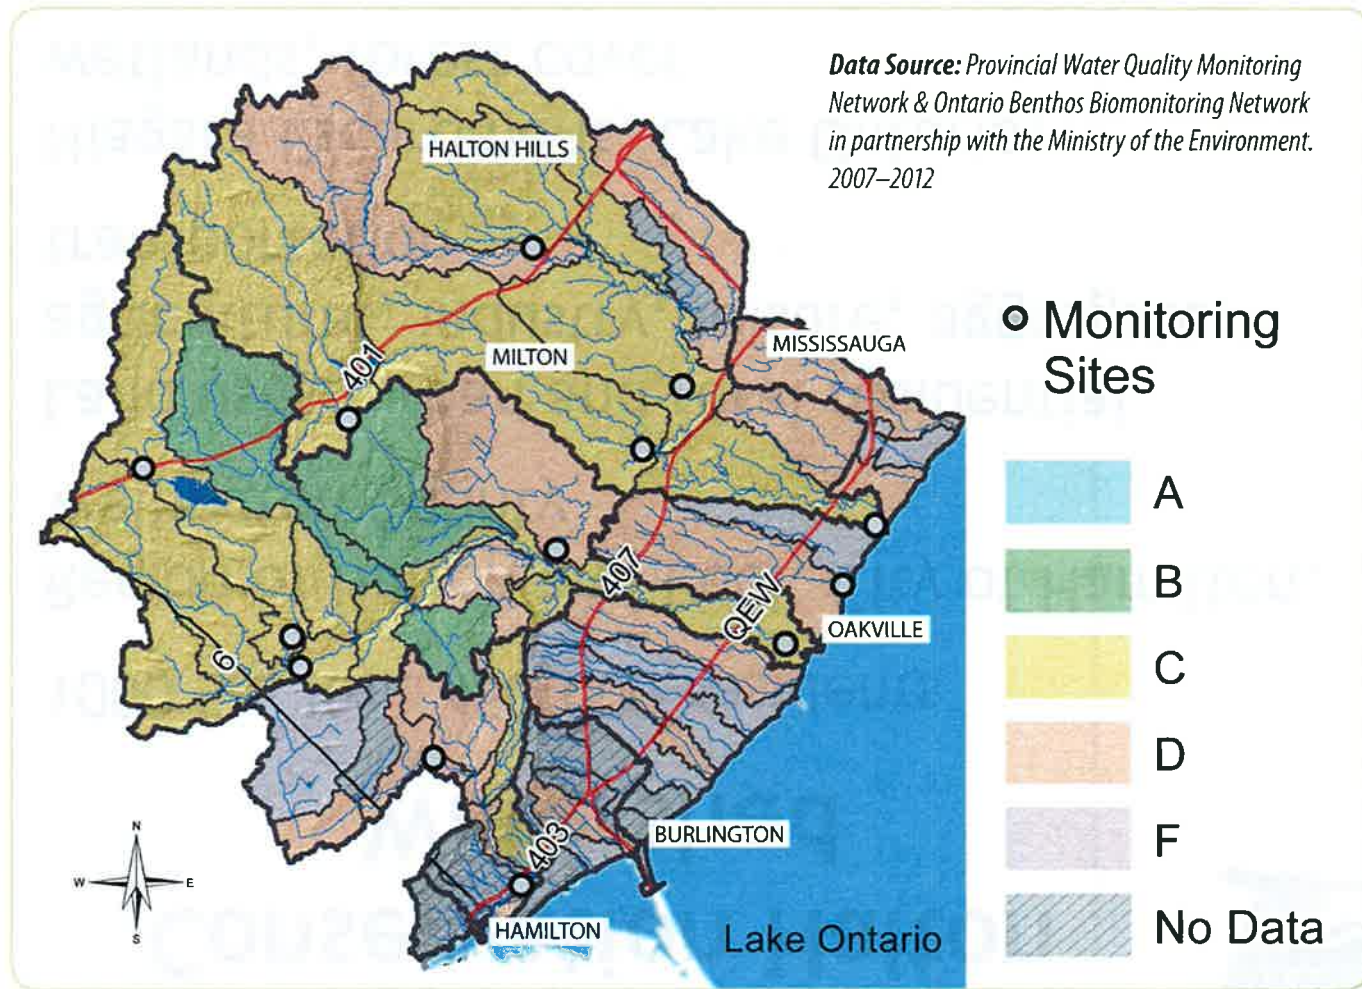 Data Source: Provincial Water Quality Monitoring
Network & Ontario Benthos Biomonitoring Network
in partnership with the Ministry of the Environment.
2007–2012
HALTON HILLS
MISSISSAUGA
MILTON
401
407
QEW
OAKVILLE
6
BURLINGTON
403
HAMILTON
Lake Ontario
N
W
E
S
Monitoring
Sites
A
B
C
D
F
No Data